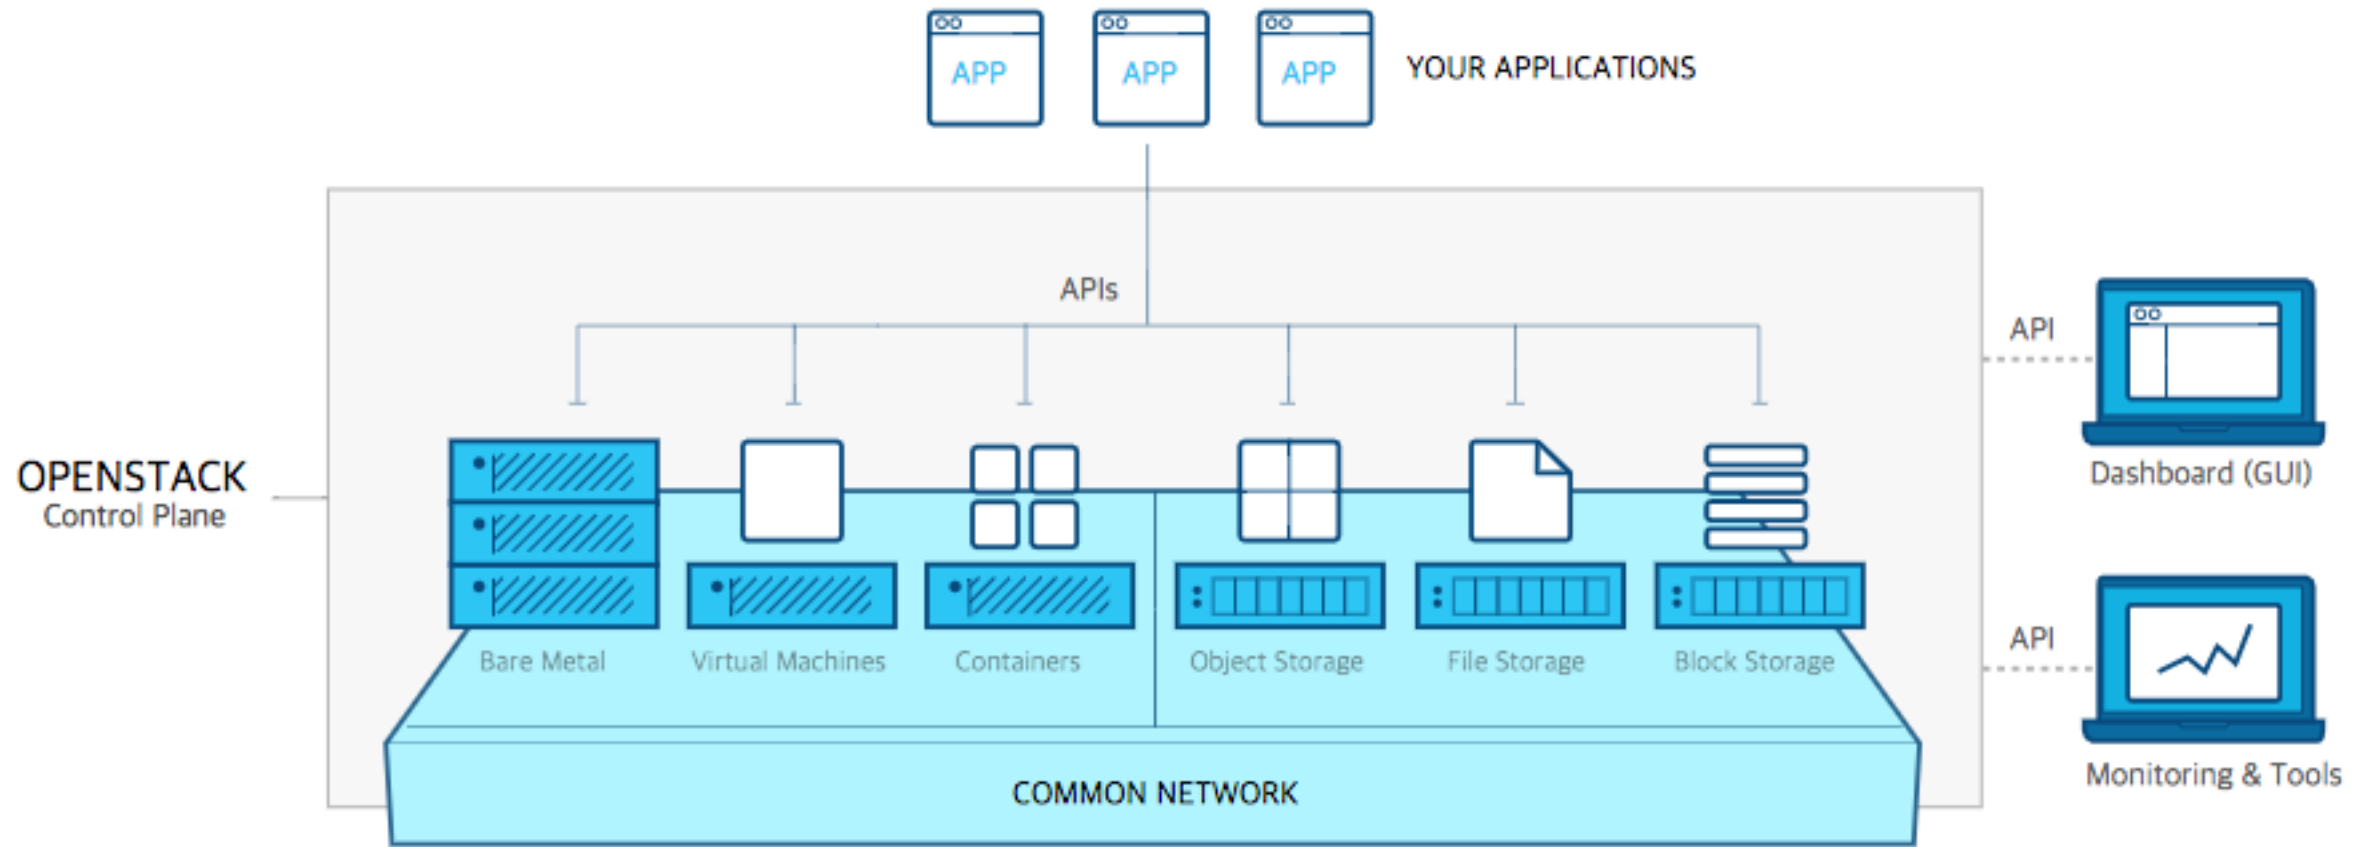 APP
APP
APP
YOUR APPLICATIONS
APIs
OPENSTACK
Control Plane
Bare Metal
Virtual Machines
Containers
Object Storage
File Storage
Block Storage
COMMON NETWORK
API
Dashboard (GUI)
API
Monitoring & Tools